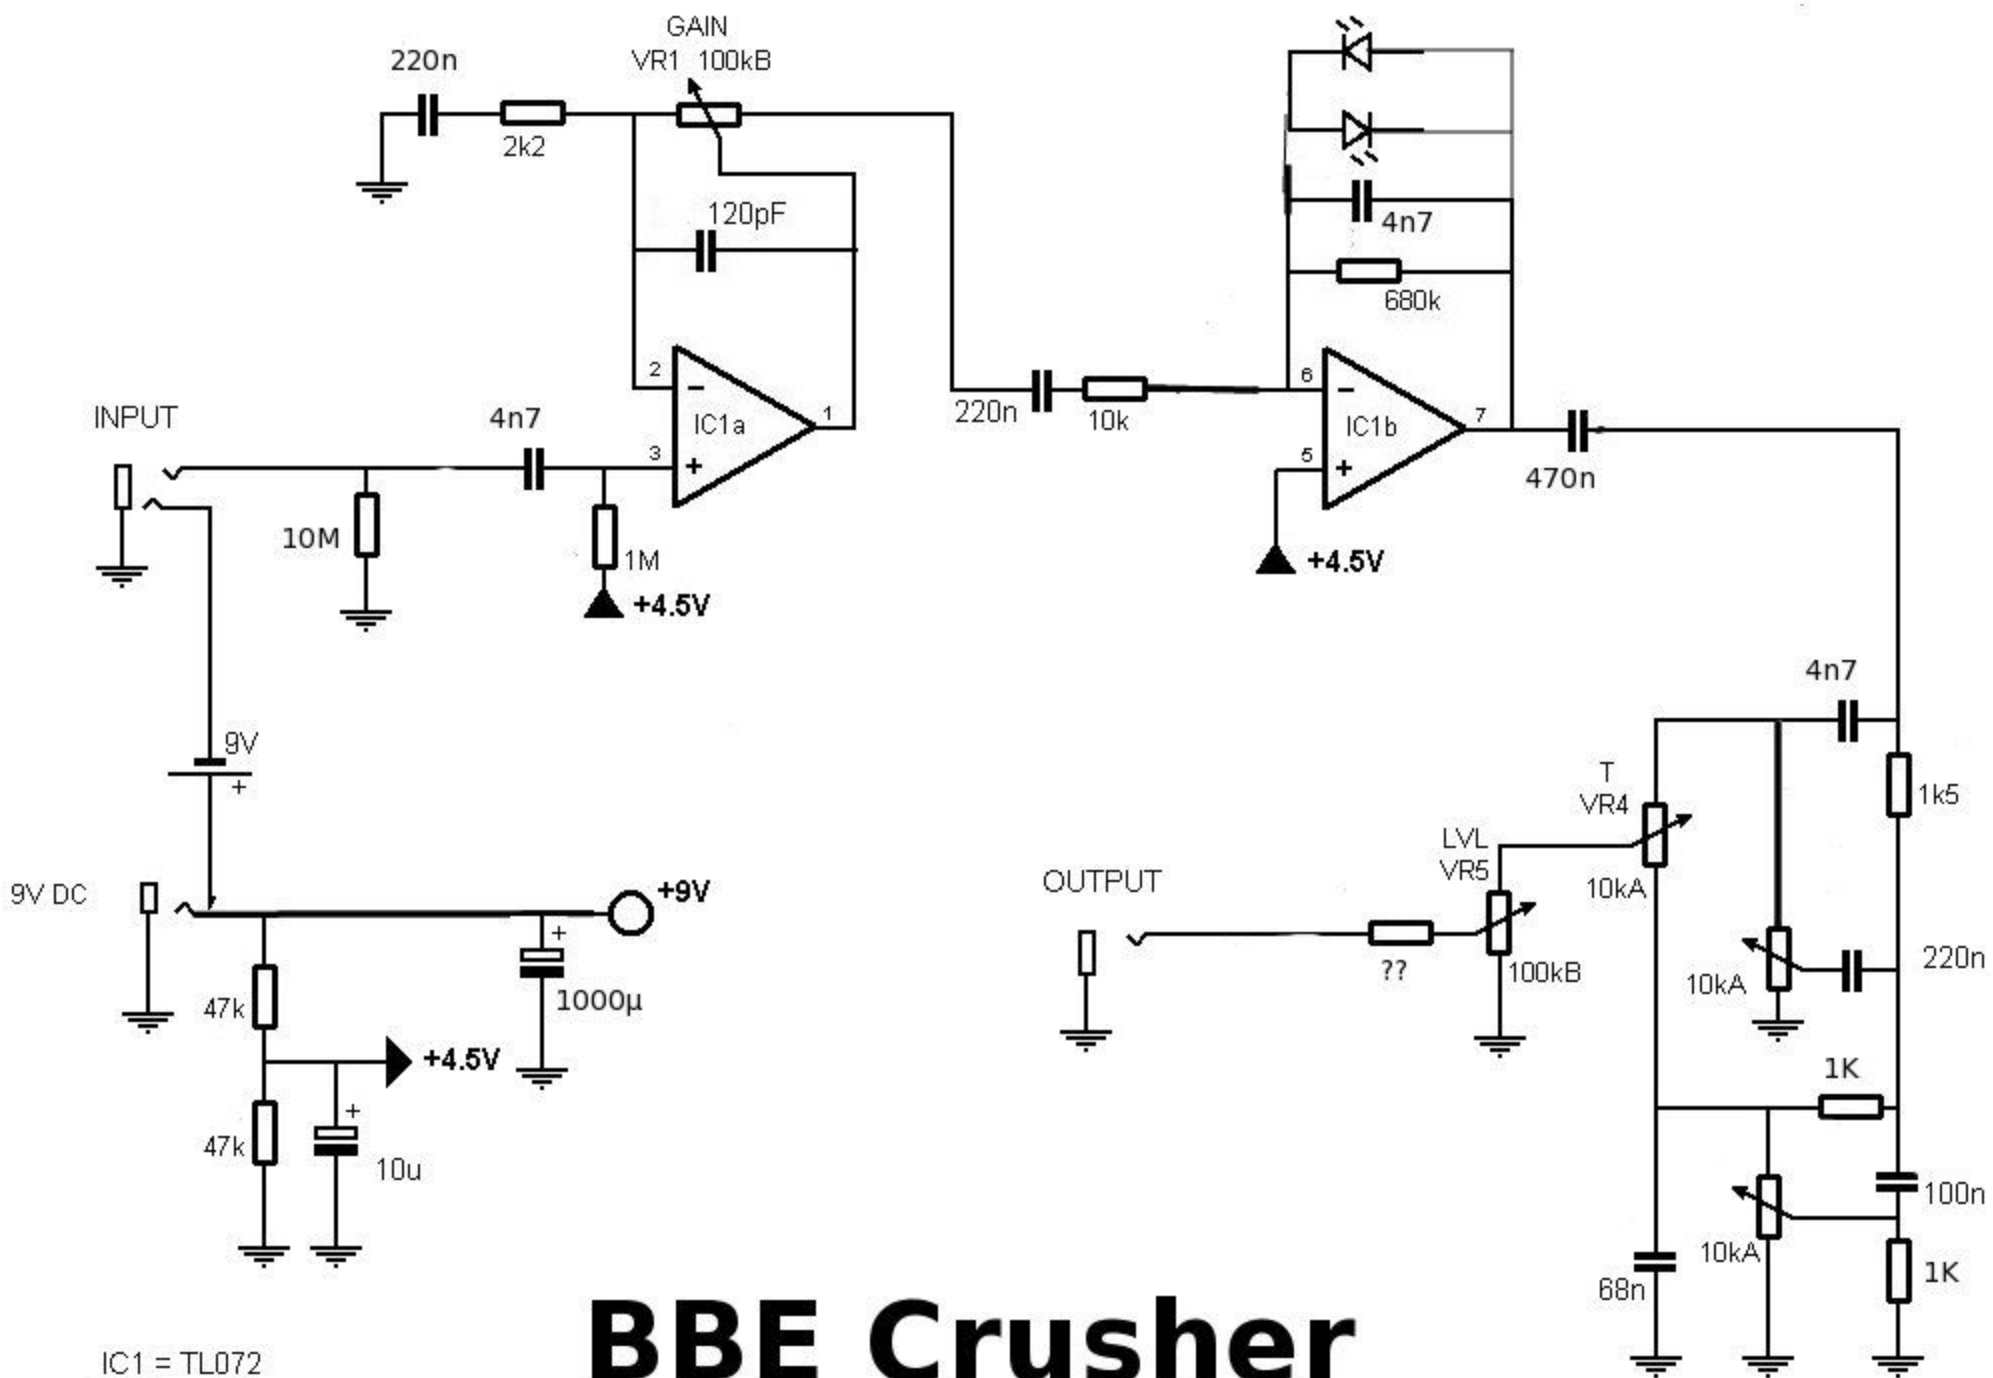 GAIN
VR1 100kB
220n
2k2
120pF
4n7
680k
2
IC1a
1
3
INPUT
4n7
10M
1M
+4.5V
220n
10k
6
IC1b
7
5
+4.5V
470n
9V
+
9V DC
+9V
+
1000µ
47k
+4.5V
47k
+
10u
4n7
T
VR4
1k5
LVL
VR5
10kA
OUTPUT
??
100kB
10kA
220n
1K
100n
10kA
68n
1K
BBE Crusher
IC1 = TL072